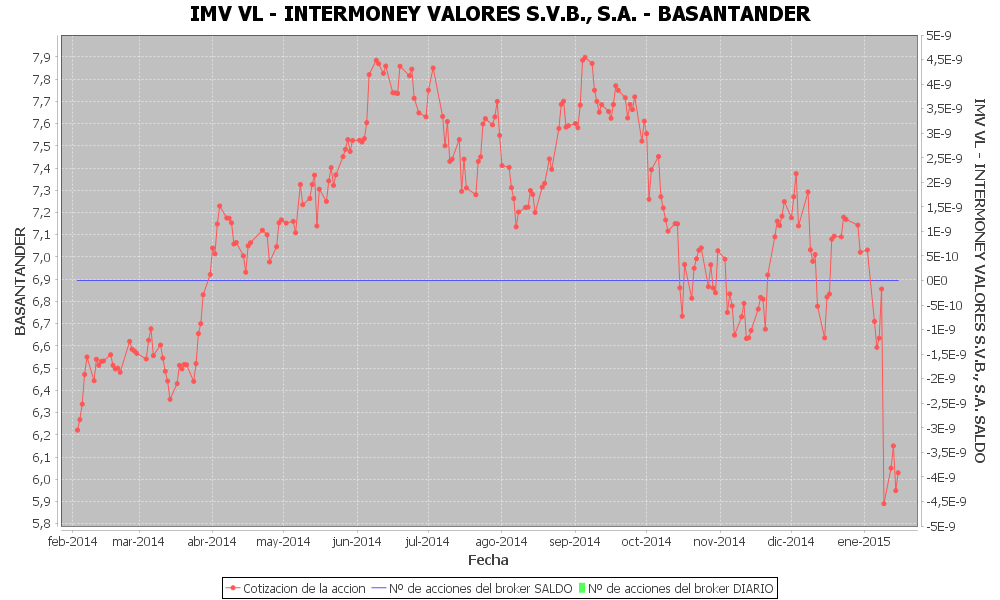 IMV VL - INTERMONEY VALORES S.V.B., S.A. - BASANTANDER
BASANTANDER
7,9
7,8
7,7
7,6
7,5
7,4
7,3
7,2
7,1
7,0
6,9
6,8
6,7
6,6
6,5
6,4
6,3
6,2
6,1
6,0
5,9
5,8
5E-9
4,5E-9
4E-9
3,5E-9
3E-9
2,5E-9
2E-9
1,5E-9
1E-9
5E-10
0E0
-5E-10
-1E-9
-1,5E-9
-2E-9
-2,5E-9
-3E-9
-3,5E-9
-4E-9
-4,5E-9
-5E-9
IMV VL - INTERMONEY VALORES S.V.B., S.A. SALDO
feb-2014 mar-2014 abr-2014 may-2014 jun-2014 jul-2014 ago-2014 sep-2014 oct-2014 nov-2014 dic-2014 ene-2015
Fecha
Cotizacion de la accion Nº de acciones del broker SALDO Nº de acciones del broker DIARIO